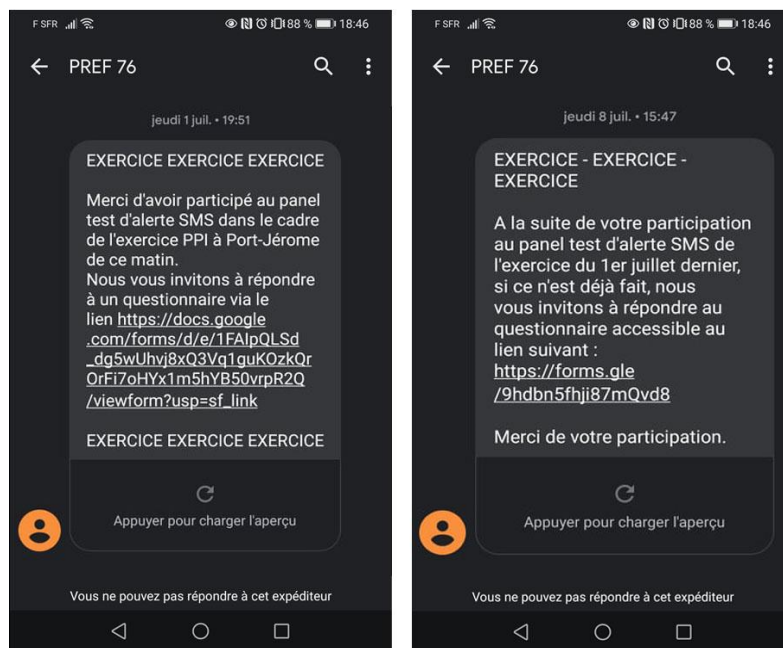 F SFR 88 % 18:46
PREF 76
jeudi 1 juil. • 19:51
EXERCICE EXERCICE EXERCICE
Merci d'avoir participé au panel
test d'alerte SMS dans le cadre
de l'exercice PPI à Port-Jérome
de ce matin.
Nous vous invitons à répondre
à un questionnaire via le
lien https://docs.google
.com/forms/d/e/1FAIpQLSd
_dg5wUhvj8xQ3Vq1guKOzkQr
OrFi7oHYx1m5hYB50vrpR2Q
/viewform?usp=sf_link
EXERCICE EXERCICE EXERCICE
Appuyer pour charger l'aperçu
Vous ne pouvez pas répondre à cet expéditeur
F SFR 88 % 18:46
PREF 76
jeudi 8 juil. • 15:47
EXERCICE - EXERCICE -
EXERCICE
A la suite de votre participation
au panel test d'alerte SMS de
l'exercice du 1er juillet dernier,
si ce n'est déjà fait, nous
vous invitons à répondre au
questionnaire accessible au
lien suivant :
https://forms.gle
/9hdbn5fhji87mQvd8
Merci de votre participation.
Appuyer pour charger l'aperçu
Vous ne pouvez pas répondre à cet expéditeur